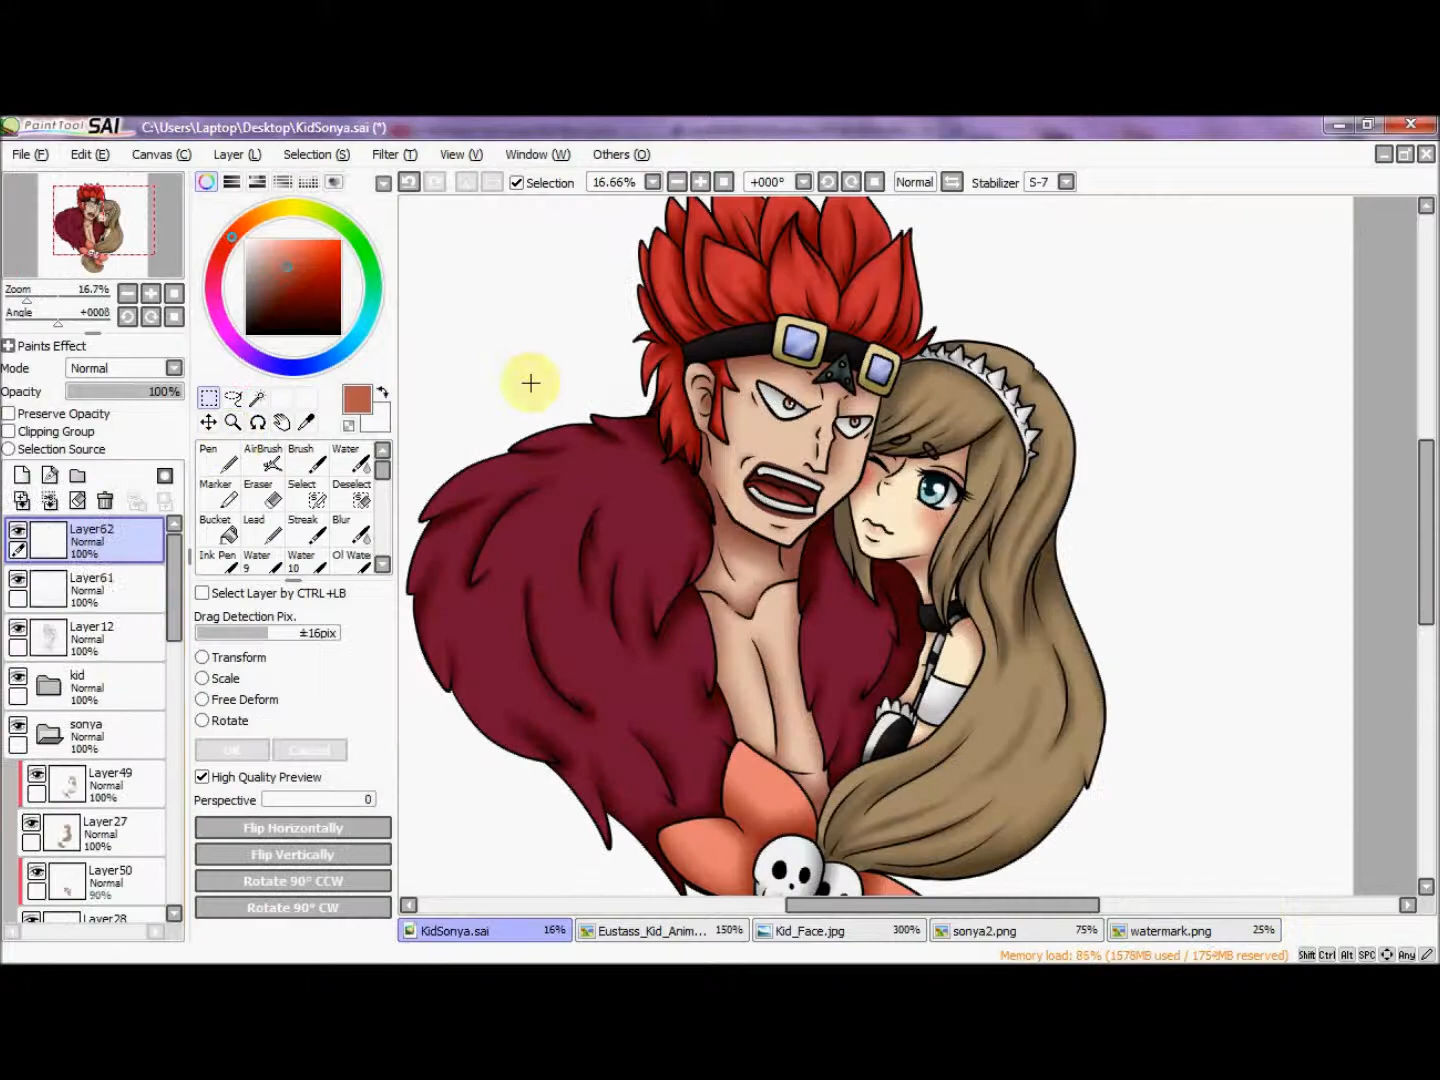 PaintTool SAI C:\Users\Laptop\Desktop\KidSonya.sai (*)
File (F) Edit (E) Canvas (C) Layer (L) Selection (S) Filter (T) View (V) Window (W) Others (O)
Selection 16.66% +000° Normal Stabilizer S-7
Zoom 16.7%
Angle +000θ
Paints Effect
Mode Normal
Opacity 100%
Preserve Opacity
Clipping Group
Selection Source
Layer62
Normal
100%
Layer61
Normal
100%
Layer12
Normal
100%
kid
Normal
100%
sonya
Normal
100%
Layer49
Normal
100%
Layer27
Normal
100%
Layer50
Normal
90%
Layer28
Pen AirBrush Brush Water
Marker Eraser Select Deselect
Bucket Lead Streak Blur
Ink Pen Water 9 Water 10 Ol Wate
Select Layer by CTRL+LB
Drag Detection Pix.
±16pix
Transform
Scale
Free Deform
Rotate
OK Cancel
High Quality Preview
Perspective 0
Flip Horizontally
Flip Vertically
Rotate 90° CCW
Rotate 90° CW
KidSonya.sai 16% Eustass_Kid_Anim... 150% Kid_Face.jpg 300% sonya2.png 75% watermark.png 25%
Shift Ctrl Alt SPC Any